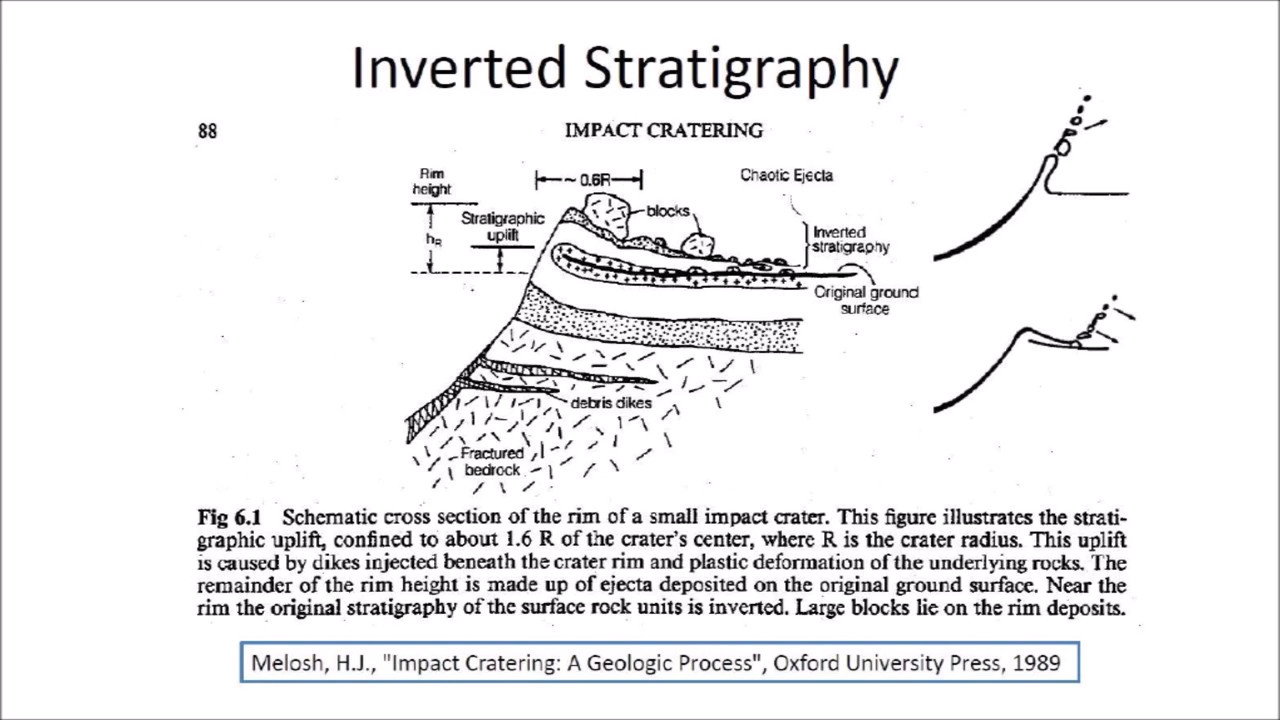 Inverted Stratigraphy
88
IMPACT CRATERING
Rim
height
hR
Stratigraphic
uplift
~ 0.6R
blocks
Chaotic Ejecta
Inverted
stratigraphy
Original ground
surface
debris dikes
Fractured
bedrock
Fig 6.1 Schematic cross section of the rim of a small impact crater. This figure illustrates the strati-
graphic uplift, confined to about 1.6 R of the crater's center, where R is the crater radius. This uplift
is caused by dikes injected beneath the crater rim and plastic deformation of the underlying rocks. The
remainder of the rim height is made up of ejecta deposited on the original ground surface. Near the
rim the original stratigraphy of the surface rock units is inverted. Large blocks lie on the rim deposits.
Melosh, H.J., "Impact Cratering: A Geologic Process", Oxford University Press, 1989